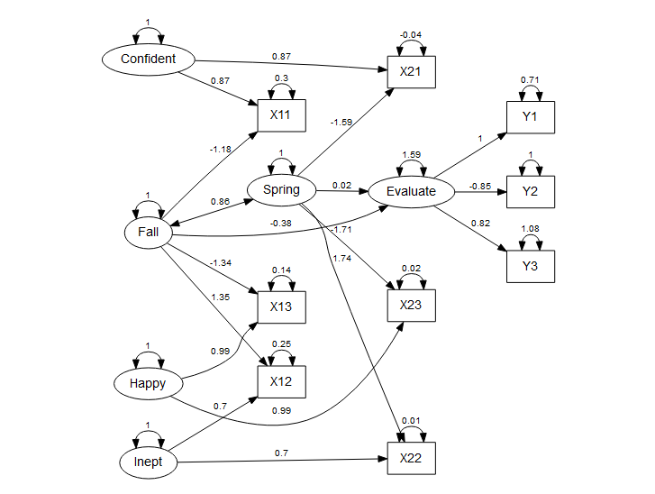 1
Confident
-0.04
X21
0.87
0.87
0.3
X11
0.71
Y1
-1.18
-1.59
1
1
1.59
1
Spring
0.02
Evaluate
-0.85
Y2
1
0.86
-0.38
0.82
1.08
Fall
-1.71
Y3
-1.34
1.74
0.14
0.02
1.35
X13
X23
0.99
0.25
1
Happy
X12
0.7
0.99
1
0.01
Inept
0.7
X22